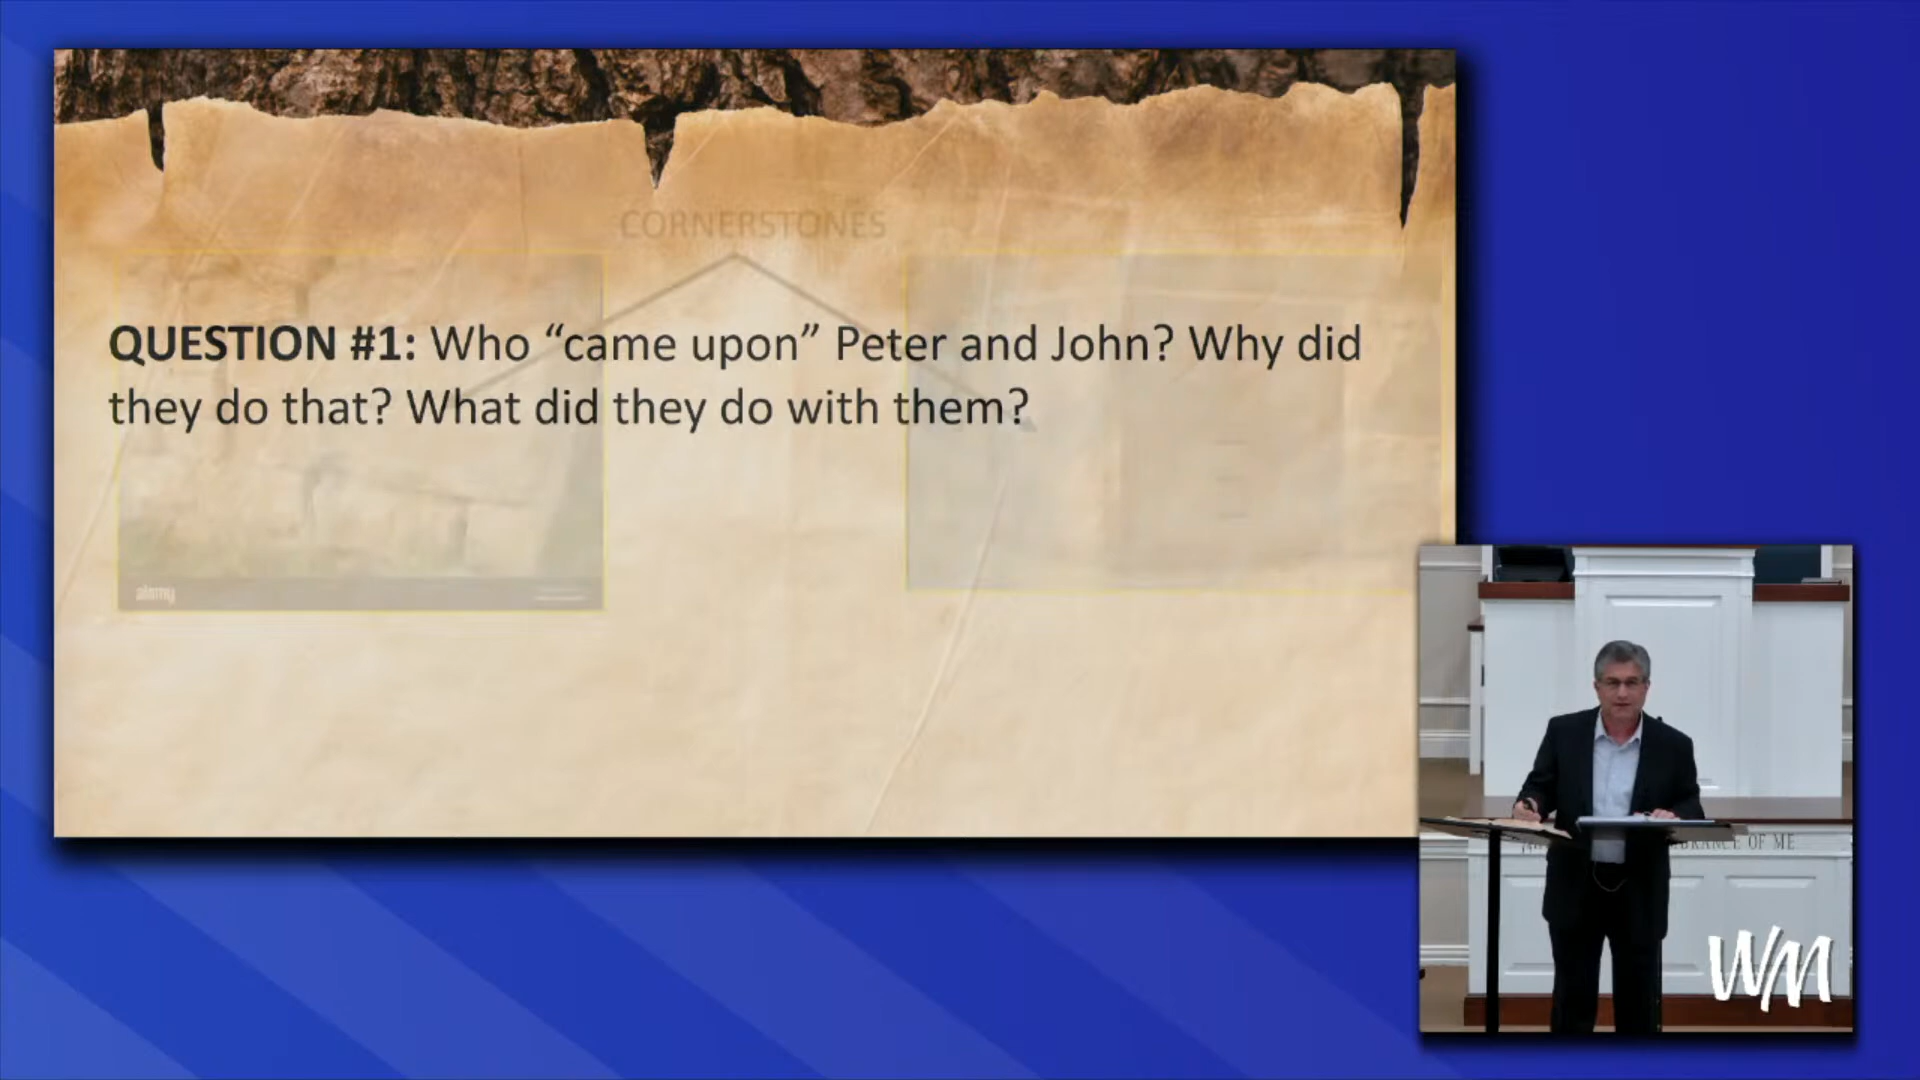 CORNERSTONES
QUESTION #1: Who “came upon” Peter and John? Why did
they do that? What did they do with them?
alamy
OF ME
WM